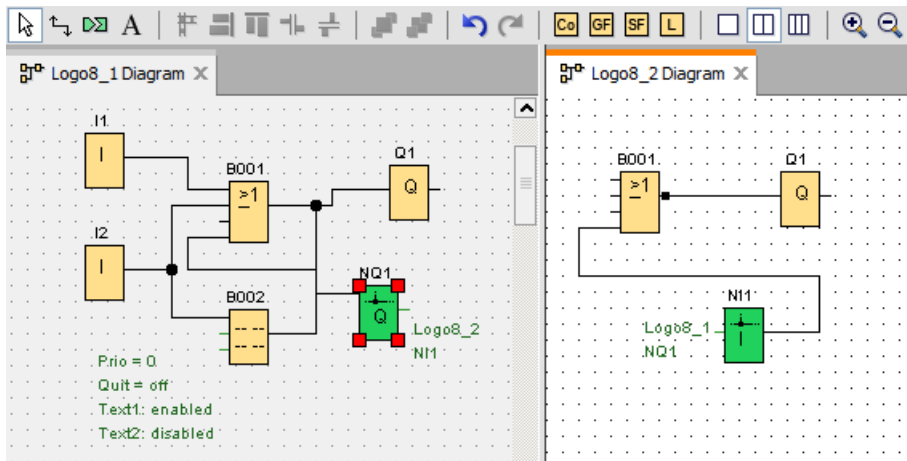 A Co GF SF L
Logo8_1 Diagram
Logo8_2 Diagram
I1
I
B001
>1
Q1
Q
I2
I
B002
NQ1
Q
Logo8_2
NI1
Prio = 0
Quit = off
Text1: enabled
Text2: disabled
B001
>1
Q1
Q
NI1
I
Logo8_1
NQ1